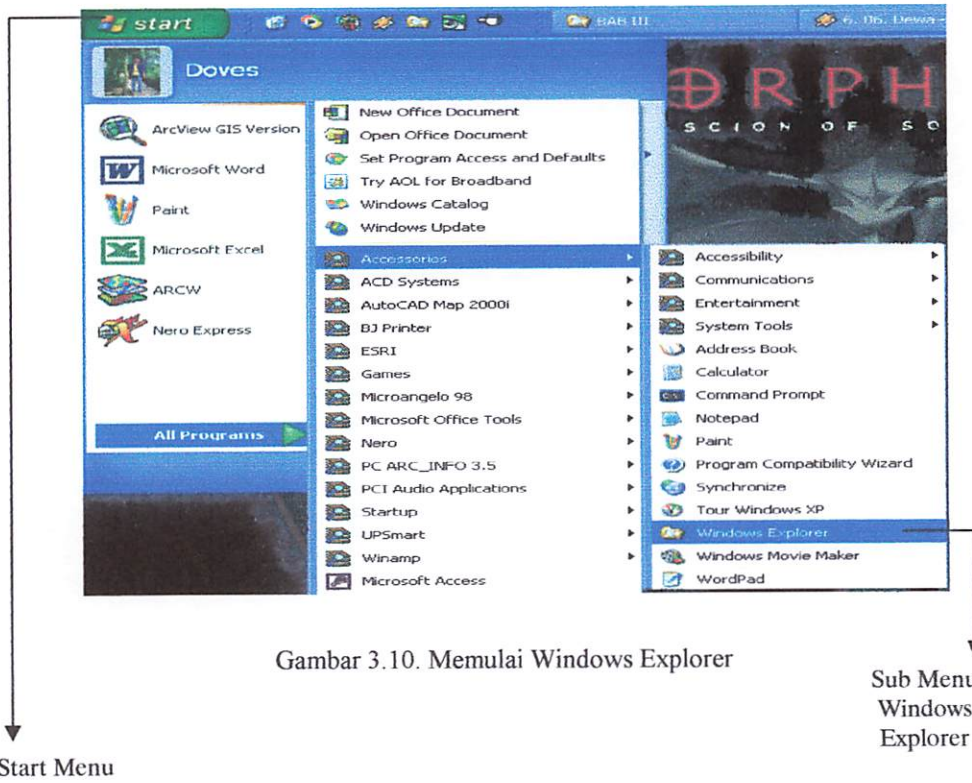 start
BAB III
6. 06. Dewa -
Doves
ORPH
SCION OF SO
ArcView GIS Version
Microsoft Word
Paint
Microsoft Excel
ARCW
Nero Express
All Programs
New Office Document
Open Office Document
Set Program Access and Defaults
Try AOL for Broadband
Windows Catalog
Windows Update
Accessories
ACD Systems
AutoCAD Map 2000i
BJ Printer
ESRI
Games
Microangelo 98
Microsoft Office Tools
Nero
PC ARC_INFO 3.5
PCI Audio Applications
Startup
UPSmart
Winamp
Microsoft Access
Accessibility
Communications
Entertainment
System Tools
Address Book
Calculator
Command Prompt
Notepad
Paint
Program Compatibility Wizard
Synchronize
Tour Windows XP
Windows Explorer
Windows Movie Maker
WordPad
Gambar 3.10. Memulai Windows Explorer
Sub Menu
Windows
Explorer
Start Menu